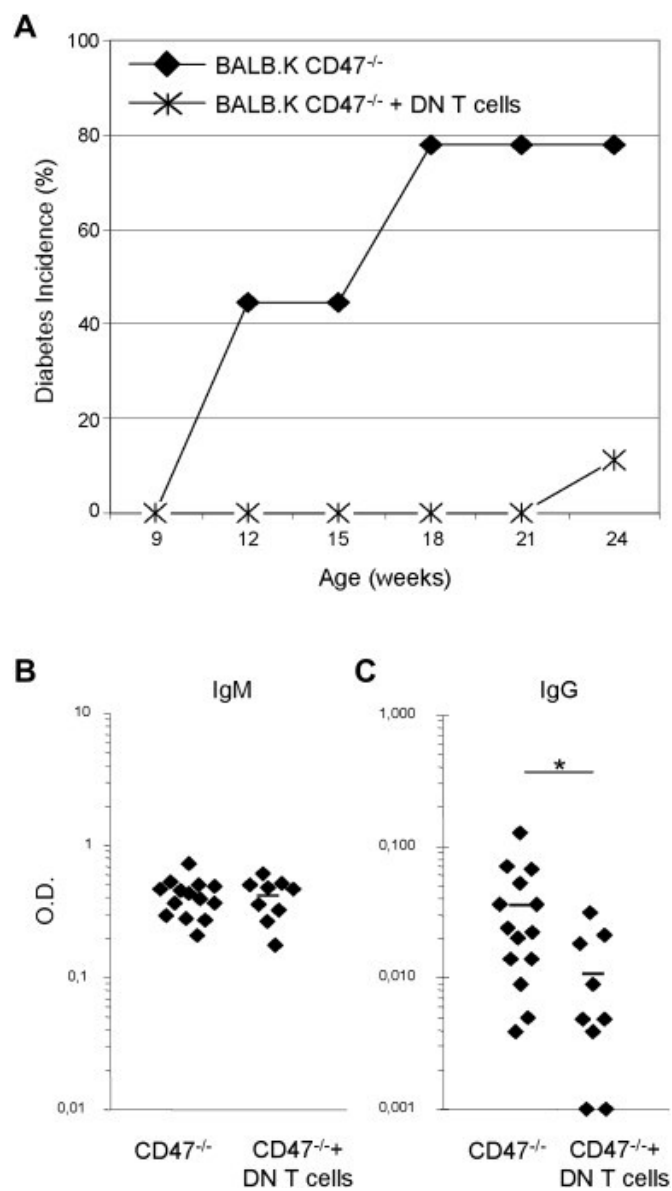 A
100
BALB.K CD47-/-
BALB.K CD47-/- + DN T cells
80
60
40
20
0
Diabetes Incidence (%)
9 12 15 18 21 24
Age (weeks)
B C
IgM IgG
10
1
0,1
0,01
O.D.
1,000
0,100
0,010
0,001
*
CD47-/- CD47-/-+
DN T cells
CD47-/- CD47-/-+
DN T cells